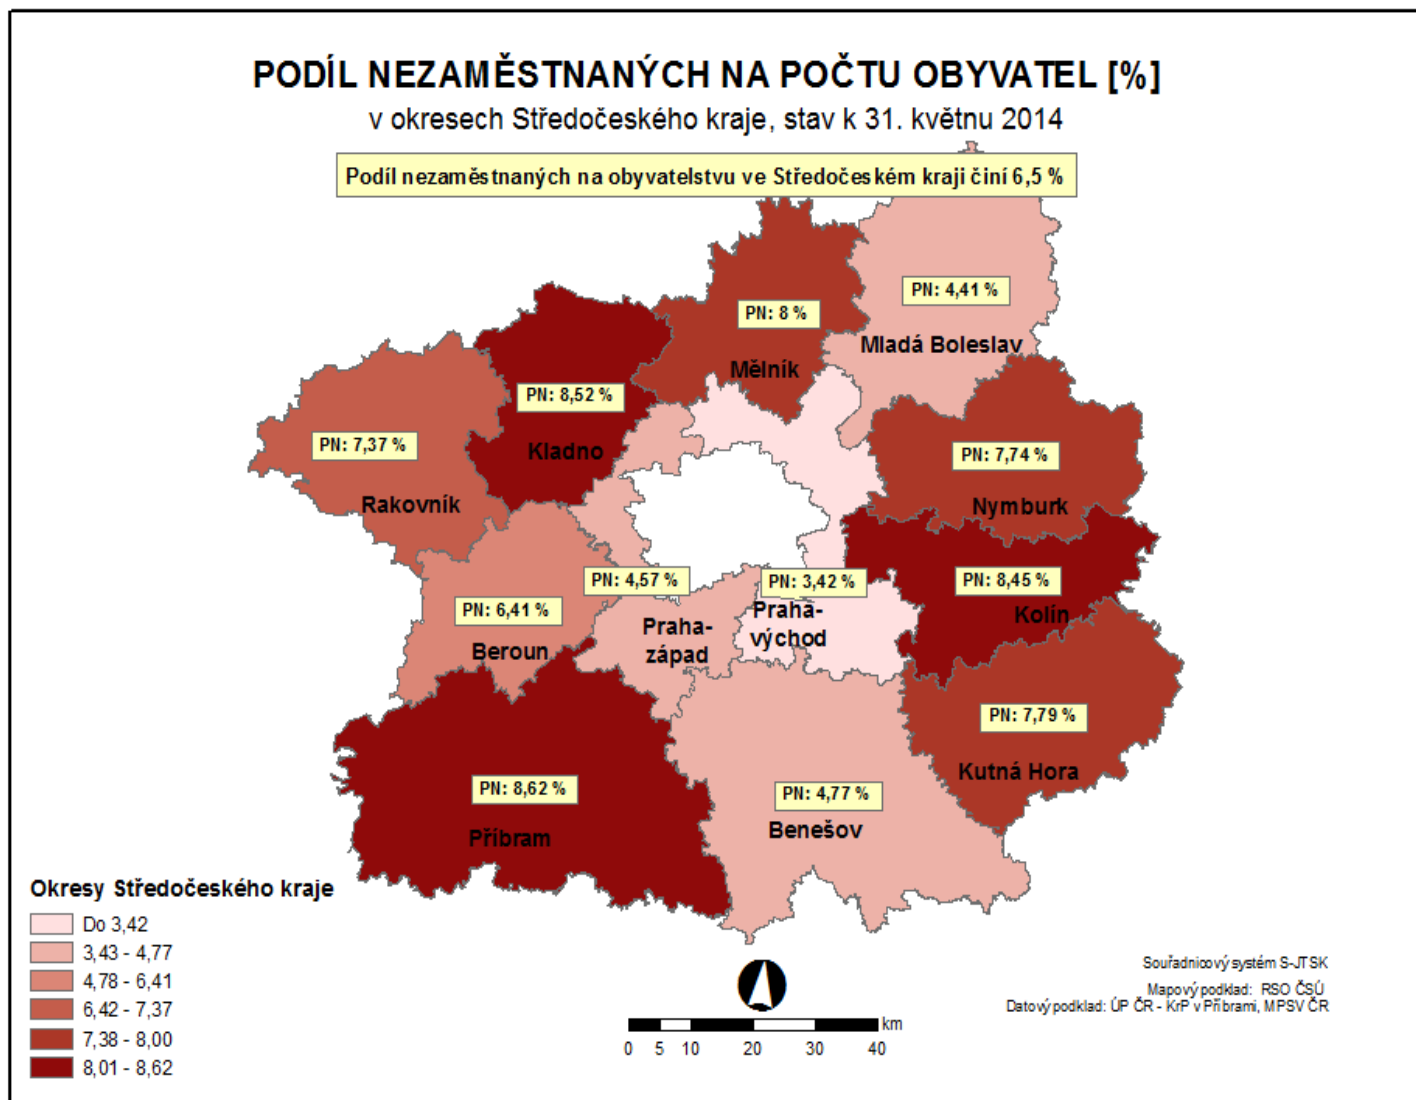 PODÍL NEZAMĚSTNANÝCH NA POČTU OBYVATEL [%]
v okresech Středočeského kraje, stav k 31. květnu 2014
Podíl nezaměstnaných na obyvatelstvu ve Středočeském kraji činí 6,5 %
PN: 4,41 %
Mladá Boleslav
PN: 8 %
Mělník
PN: 8,52 %
Kladno
PN: 7,37 %
Rakovník
PN: 7,74 %
Nymburk
PN: 4,57 %
Praha-
západ
PN: 3,42 %
Praha-
východ
PN: 8,45 %
Kolín
PN: 6,41 %
Beroun
PN: 7,79 %
Kutná Hora
PN: 8,62 %
Příbram
PN: 4,77 %
Benešov
Okresy Středočeského kraje
Do 3,42
3,43 - 4,77
4,78 - 6,41
6,42 - 7,37
7,38 - 8,00
8,01 - 8,62
km
0 5 10 20 30 40
Souřadnicový systém S-JTSK
Mapový podklad: RSO ČSÚ
Datový podklad: ÚP ČR - KrP v Příbrami, MPSV ČR